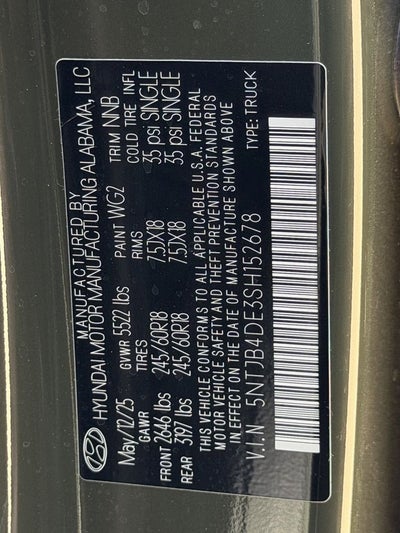 MANUFACTURED BY
HYUNDAI MOTOR MANUFACTURING ALABAMA, LLC
May/12/25 GVWR 5522 lbs PAINT WG2 TRIM NNB
GAWR TIRES RIMS COLD TIRE INFL
FRONT 2646 lbs 245/60R18 7.5JX18 35 psi SINGLE
REAR 3197 lbs 245/60R18 7.5JX18 35 psi SINGLE
THIS VEHICLE CONFORMS TO ALL APPLICABLE U.S.A. FEDERAL
MOTOR VEHICLE SAFETY AND THEFT PREVENTION STANDARDS
IN EFFECT ON THE DATE OF MANUFACTURE SHOWN ABOVE
V.I.N 5NTJB4DE3SH152678 TYPE:TRUCK